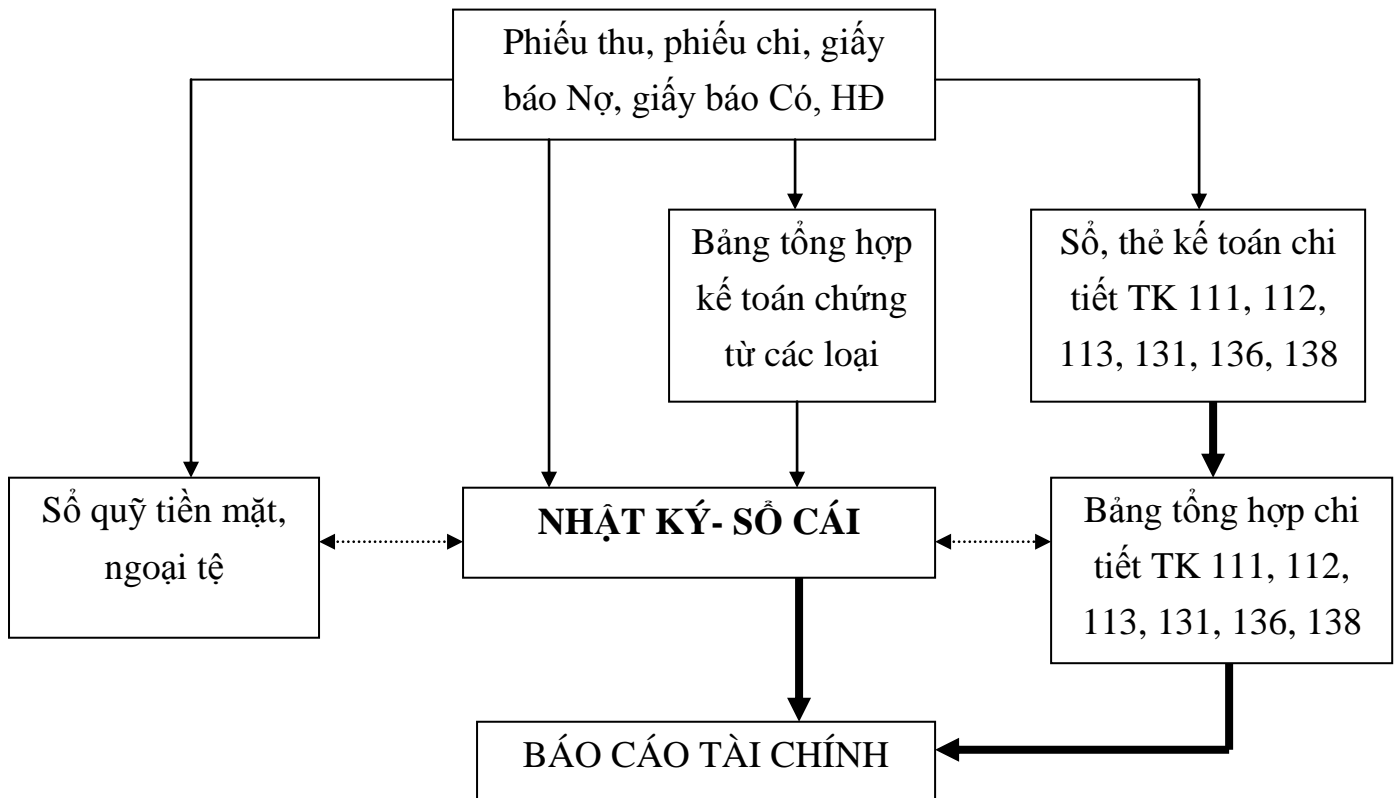 Phiếu thu, phiếu chi, giấy
báo Nợ, giấy báo Có, HĐ
Bảng tổng hợp
kế toán chứng
từ các loại
Sổ, thẻ kế toán chi
tiết TK 111, 112,
113, 131, 136, 138
Sổ quỹ tiền mặt,
ngoại tệ
NHẬT KÝ- SỔ CÁI
Bảng tổng hợp chi
tiết TK 111, 112,
113, 131, 136, 138
BÁO CÁO TÀI CHÍNH